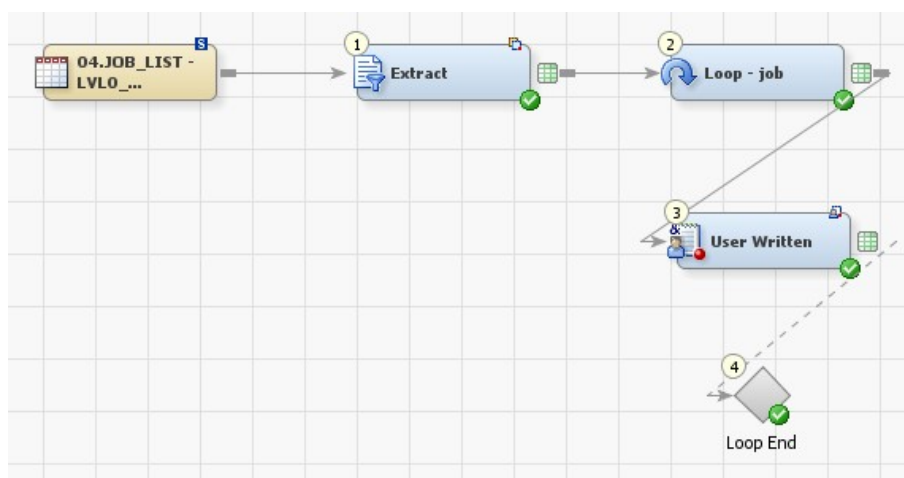 1
2
S
04.JOB_LIST -
LVL0_...
Extract
Loop - job
3
&
User Written
4
Loop End